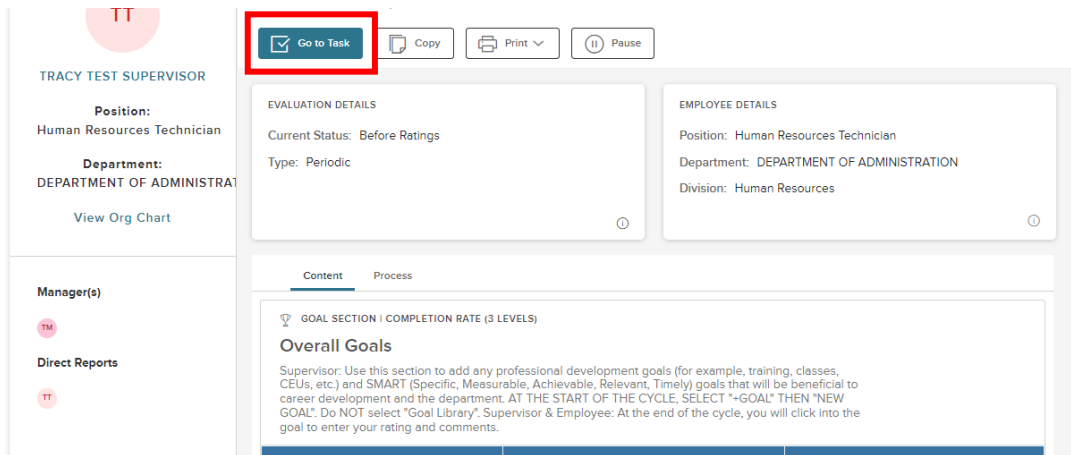 TT
TRACY TEST SUPERVISOR
Position:
Human Resources Technician
Department:
DEPARTMENT OF ADMINISTRAT
View Org Chart
Manager(s)
TM
Direct Reports
TT
Go to Task
Copy
Print
Pause
EVALUATION DETAILS
Current Status: Before Ratings
Type: Periodic
EMPLOYEE DETAILS
Position: Human Resources Technician
Department: DEPARTMENT OF ADMINISTRATION
Division: Human Resources
Content
Process
GOAL SECTION | COMPLETION RATE (3 LEVELS)
Overall Goals
Supervisor: Use this section to add any professional development goals (for example, training, classes,
CEUs, etc.) and SMART (Specific, Measurable, Achievable, Relevant, Timely) goals that will be beneficial to
career development and the department. AT THE START OF THE CYCLE, SELECT "+GOAL" THEN "NEW
GOAL". Do NOT select "Goal Library". Supervisor & Employee: At the end of the cycle, you will click into the
goal to enter your rating and comments.